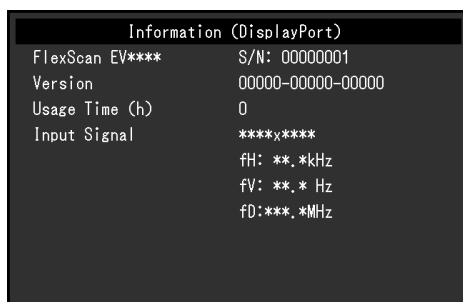 Information (DisplayPort)
FlexScan EV**** S/N: 00000001
Version 00000-00000-00000
Usage Time (h) 0
Input Signal ****x****
fH: **.*kHz
fV: **.* Hz
fD:***.*MHz